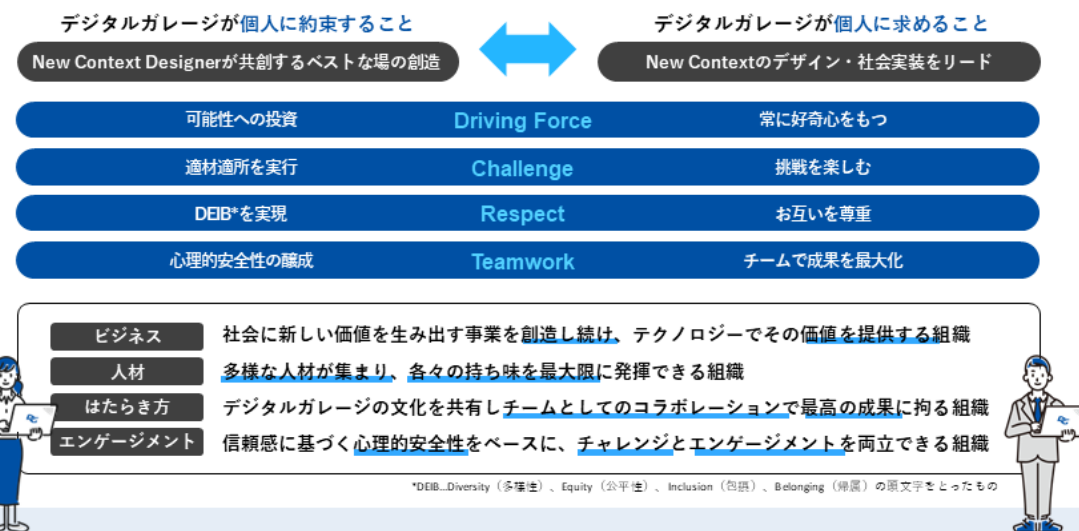 デジタルガレージが個人に約束すること
デジタルガレージが個人に求めること
New Context Designerが共創するベストな場の創造
New Contextのデザイン・社会実装をリード
可能性への投資 Driving Force 常に好奇心をもつ
適材適所を実行 Challenge 挑戦を楽しむ
DEIB*を実現 Respect お互いを尊重
心理的安全性の醸成 Teamwork チームで成果を最大化
ビジネス 社会に新しい価値を生み出す事業を創造し続け、テクノロジーでその価値を提供する組織
人材 多様な人材が集まり、各々の持ち味を最大限に発揮できる組織
はたらき方 デジタルガレージの文化を共有しチームとしてのコラボレーションで最高の成果に拘る組織
エンゲージメント 信頼感に基づく心理的安全性をベースに、チャレンジとエンゲージメントを両立できる組織
*DEIB...Diversity（多様性）、Equity（公平性）、Inclusion（包摂）、Belonging（帰属）の頭文字をとったもの